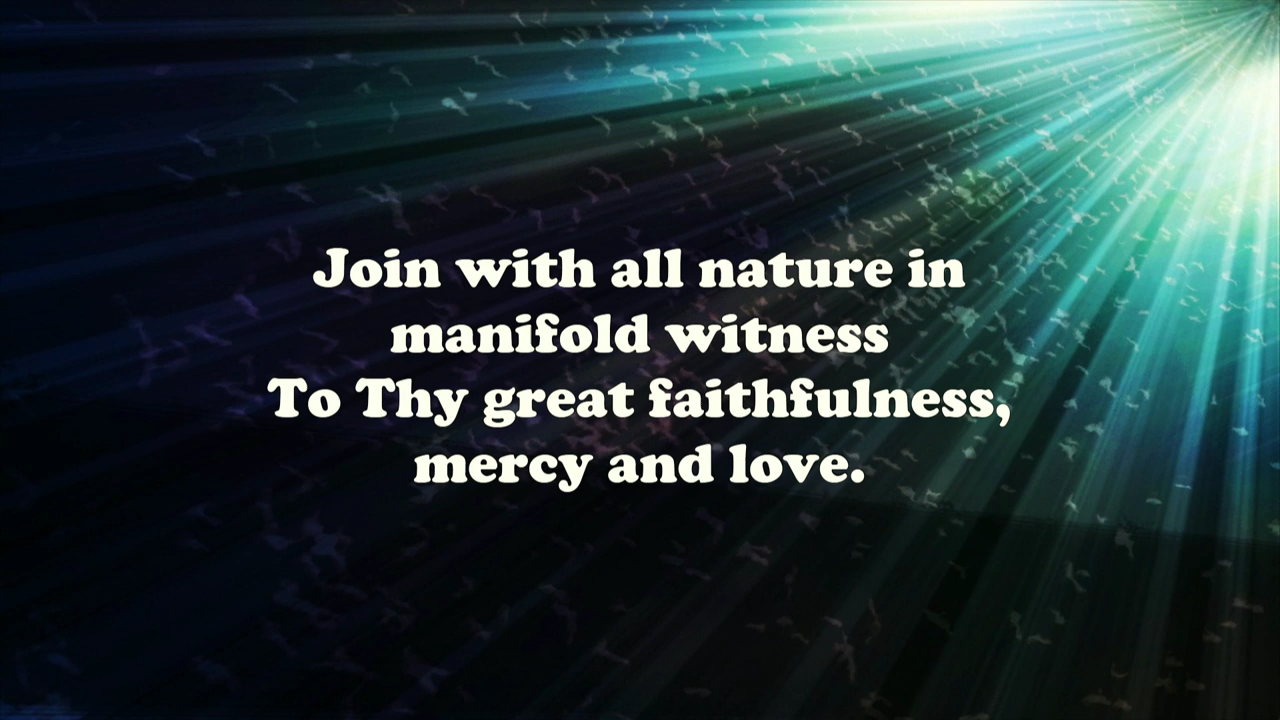 Join with all nature in
manifold witness
To Thy great faithfulness,
mercy and love.